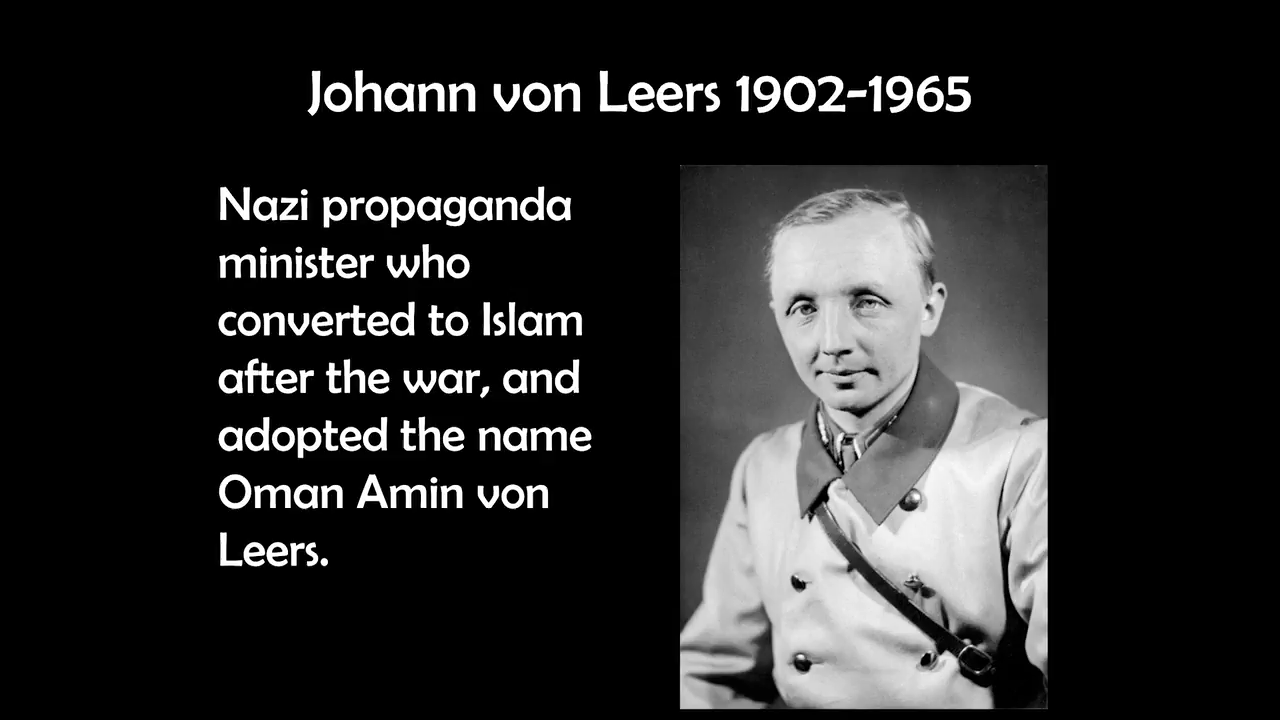 Johann von Leers 1902-1965
Nazi propaganda
minister who
converted to Islam
after the war, and
adopted the name
Oman Amin von
Leers.